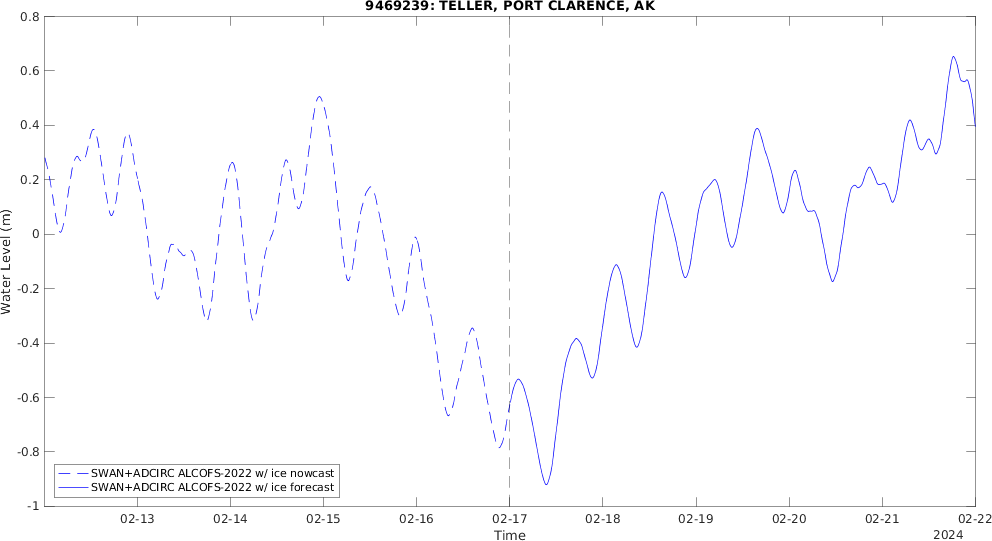 9469239: TELLER, PORT CLARENCE, AK
0.8
0.6
0.4
0.2
0
-0.2
-0.4
-0.6
-0.8
-1
Water Level (m)
SWAN+ADCIRC ALCOFS-2022 w/ ice nowcast
SWAN+ADCIRC ALCOFS-2022 w/ ice forecast
02-13 02-14 02-15 02-16 02-17 02-18 02-19 02-20 02-21 02-22
Time
2024